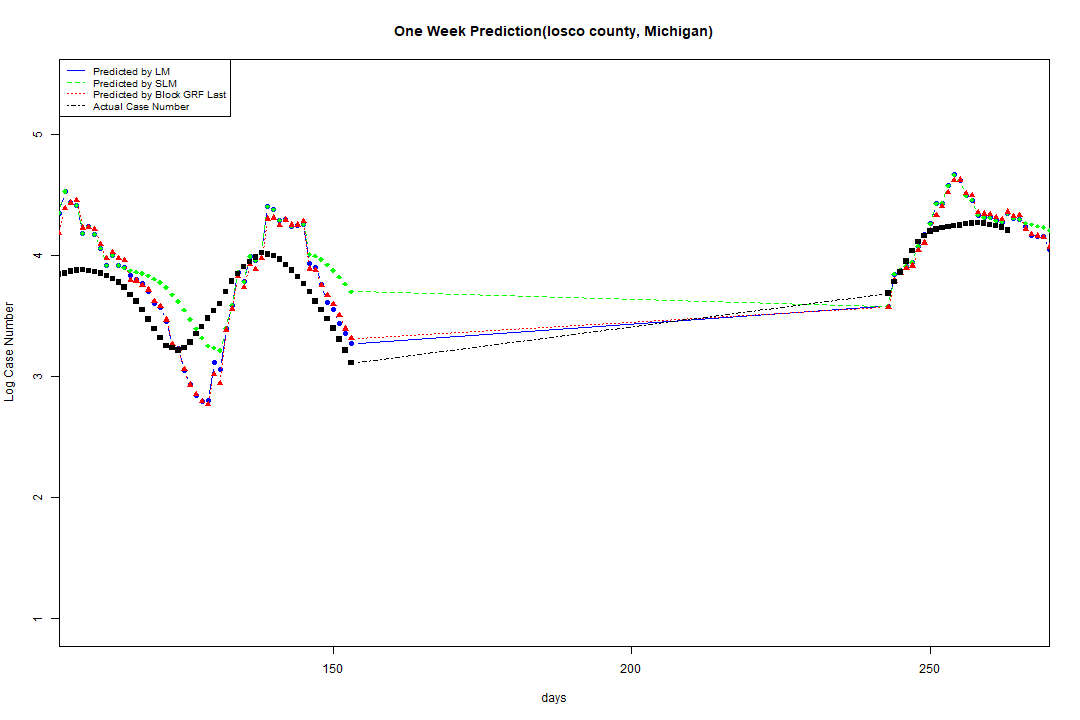 One Week Prediction(Iosco county, Michigan)
Predicted by LM
Predicted by SLM
Predicted by Block GRF Last
Actual Case Number
5
4
3
2
1
Log Case Number
150
200
250
days